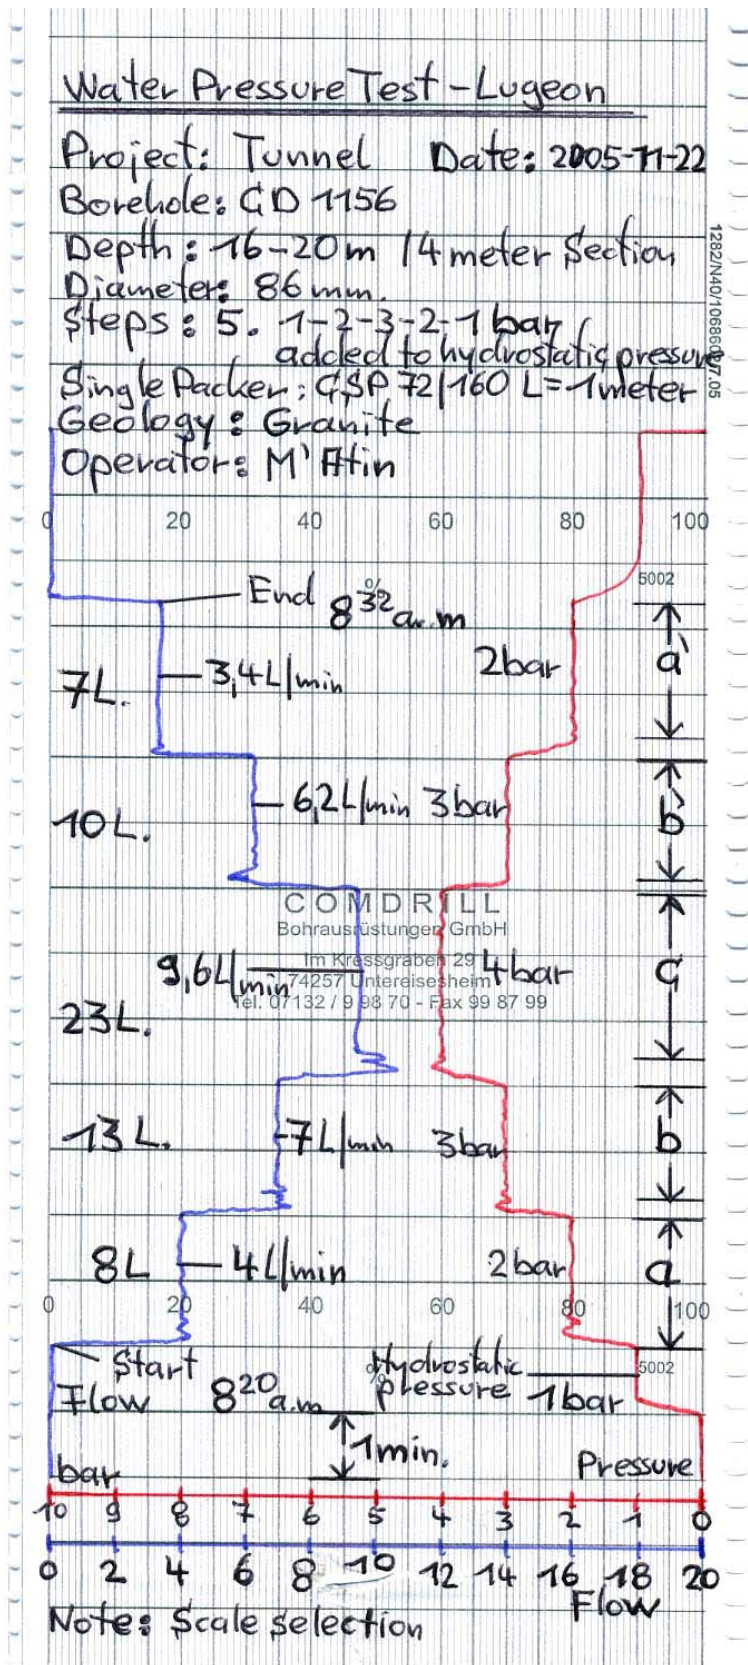 Water Pressure Test - Lugeon
Project: Tunnel Date: 2005-11-22
Borehole: GD 1156
Depth: 16-20m / 4 meter Section
Diameter: 86 mm.
Steps: 5. 1-2-3-2-1 bar
added to hydrostatic pressure
1282/N40/1068600/7.05
Single Packer: GSP 72/160 L=1meter
Geology: Granite
Operator: M'Atin
0 20 40 60 80 100
5002
End 8 32 a.m
%
7L. 3,4L/min 2bar a'
10L. 6,2L/min 3bar b'
COMDRILL
Bohrausrüstungen GmbH
Im Kressgraben 29
74257 Untereisesheim
Tel. 07132 / 9 98 70 - Fax 99 87 99
9,6L/min 4bar c
23L.
13L. 7L/min 3bar b
8L 4L/min 2bar a
0 20 40 60 80 100
5002
Start Flow 8 20 a.m
Hydrostatic pressure 1bar
1min.
bar Pressure
10 9 8 7 6 5 4 3 2 1 0
0 2 4 6 8 10 12 14 16 18 20
Flow
Note: Scale selection